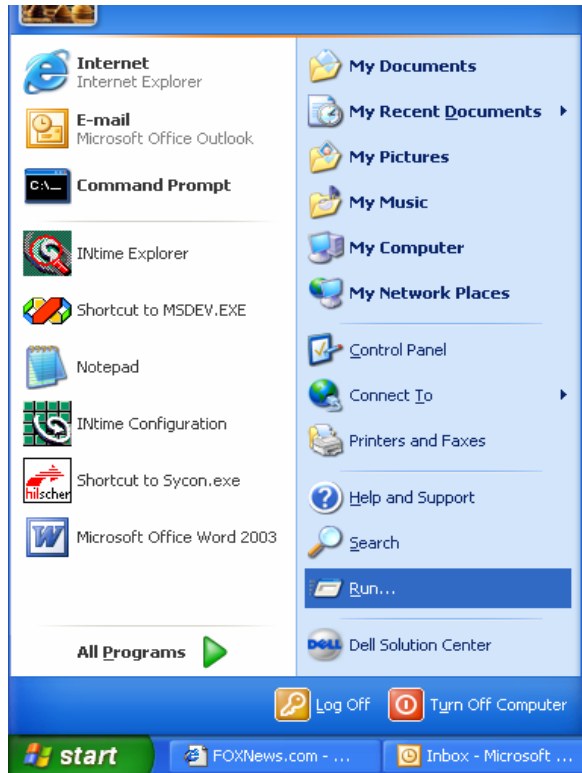 Internet
Internet Explorer
E-mail
Microsoft Office Outlook
C:\_
Command Prompt
INtime Explorer
Shortcut to MSDEV.EXE
Notepad
INtime Configuration
hilscher
Shortcut to Sycon.exe
W
Microsoft Office Word 2003
All Programs
My Documents
My Recent Documents
My Pictures
My Music
My Computer
My Network Places
Control Panel
Connect To
Printers and Faxes
Help and Support
Search
Run...
DELL
Dell Solution Center
Log Off
Turn Off Computer
start
FOXNews.com - ...
Inbox - Microsoft ...